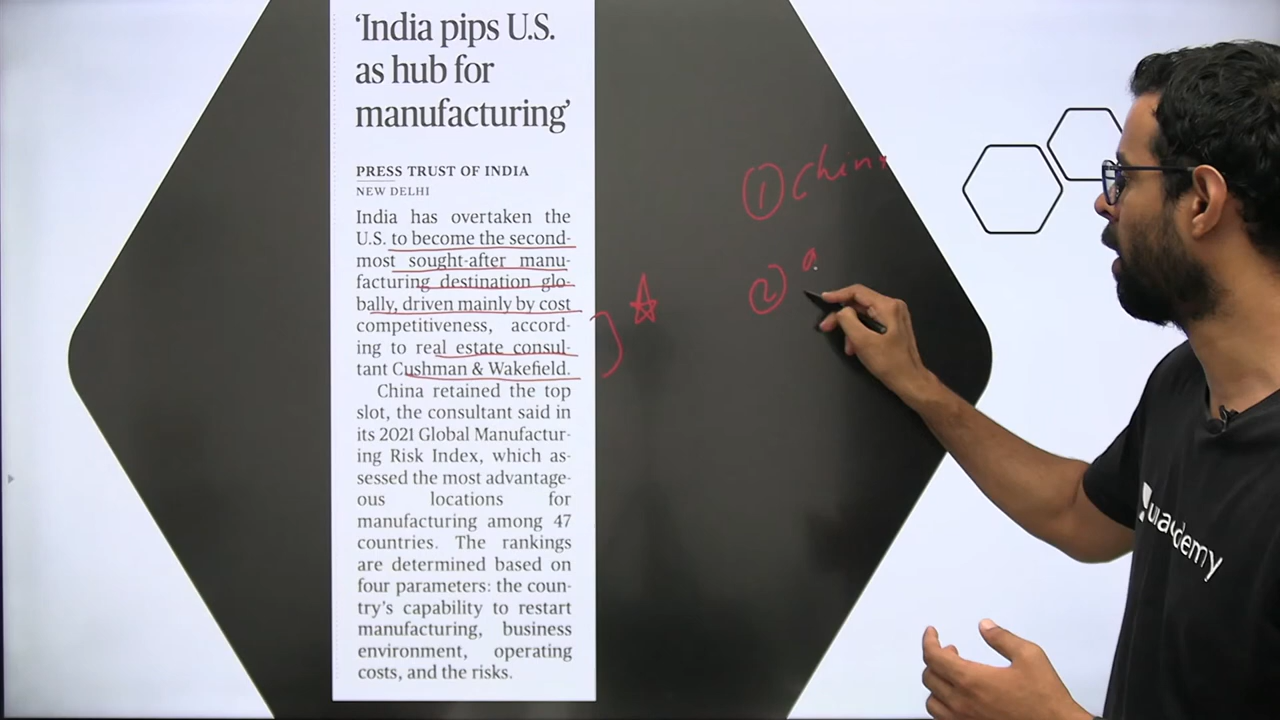 ‘India pips U.S.
as hub for
manufacturing’
PRESS TRUST OF INDIA
NEW DELHI
India has overtaken the
U.S. to become the second-
most sought-after manu-
facturing destination glo-
bally, driven mainly by cost
competitiveness, accord-
ing to real estate consul-
tant Cushman & Wakefield.
China retained the top
slot, the consultant said in
its 2021 Global Manufactur-
ing Risk Index, which as-
sessed the most advantage-
ous locations for
manufacturing among 47
countries. The rankings
are determined based on
four parameters: the coun-
try's capability to restart
manufacturing, business
environment, operating
costs, and the risks.
① China
②
unacademy